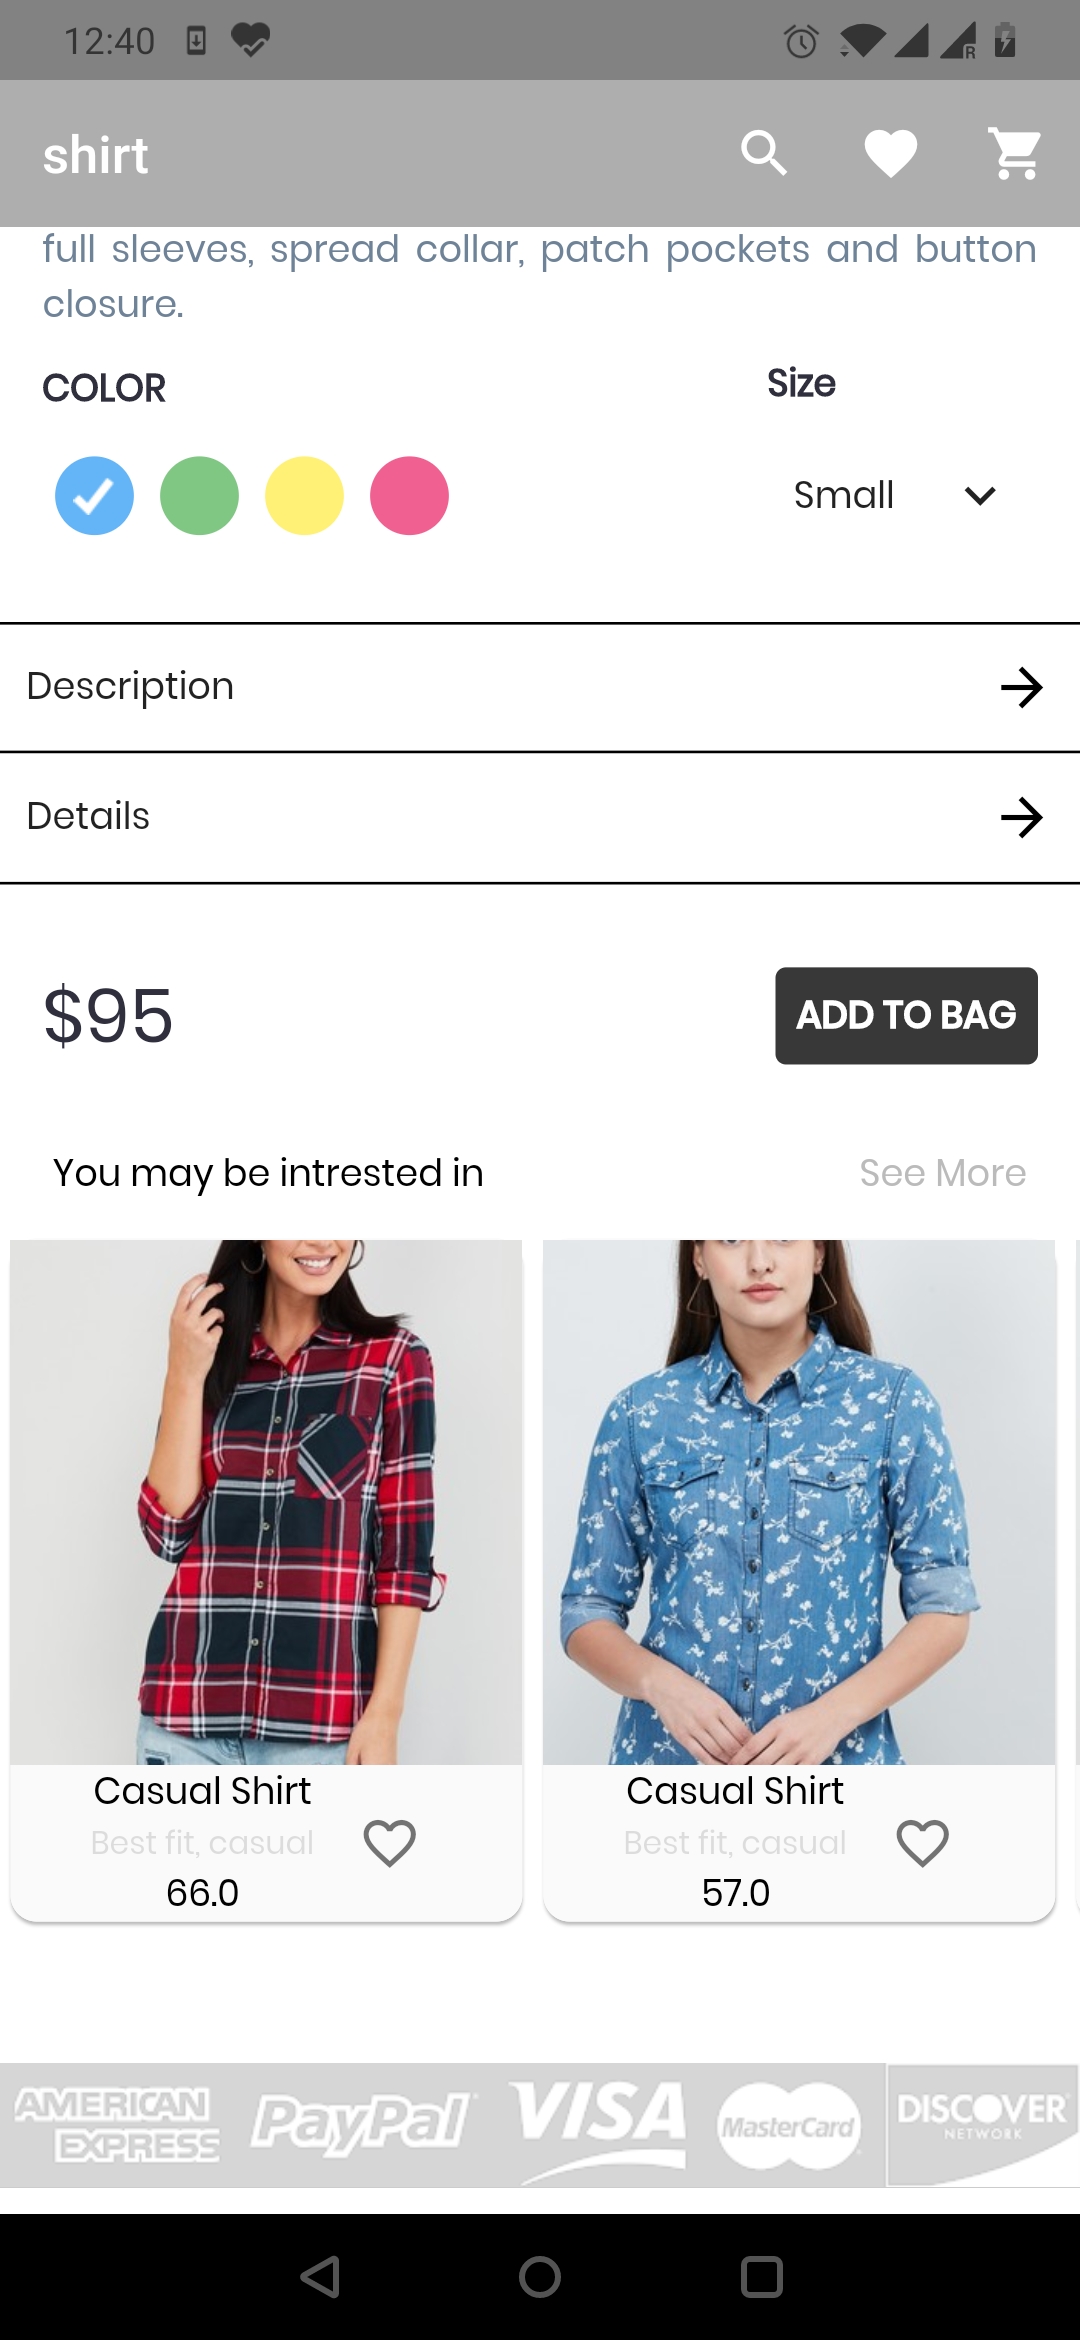 12:40
R
shirt
full sleeves, spread collar, patch pockets and button
closure.
COLOR
Size
Small
Description
Details
$95
ADD TO BAG
You may be intrested in
See More
Casual Shirt
Best fit, casual
66.0
Casual Shirt
Best fit, casual
57.0
AMERICAN
EXPRESS
PayPal
VISA
MasterCard
DISCOVER
NETWORK